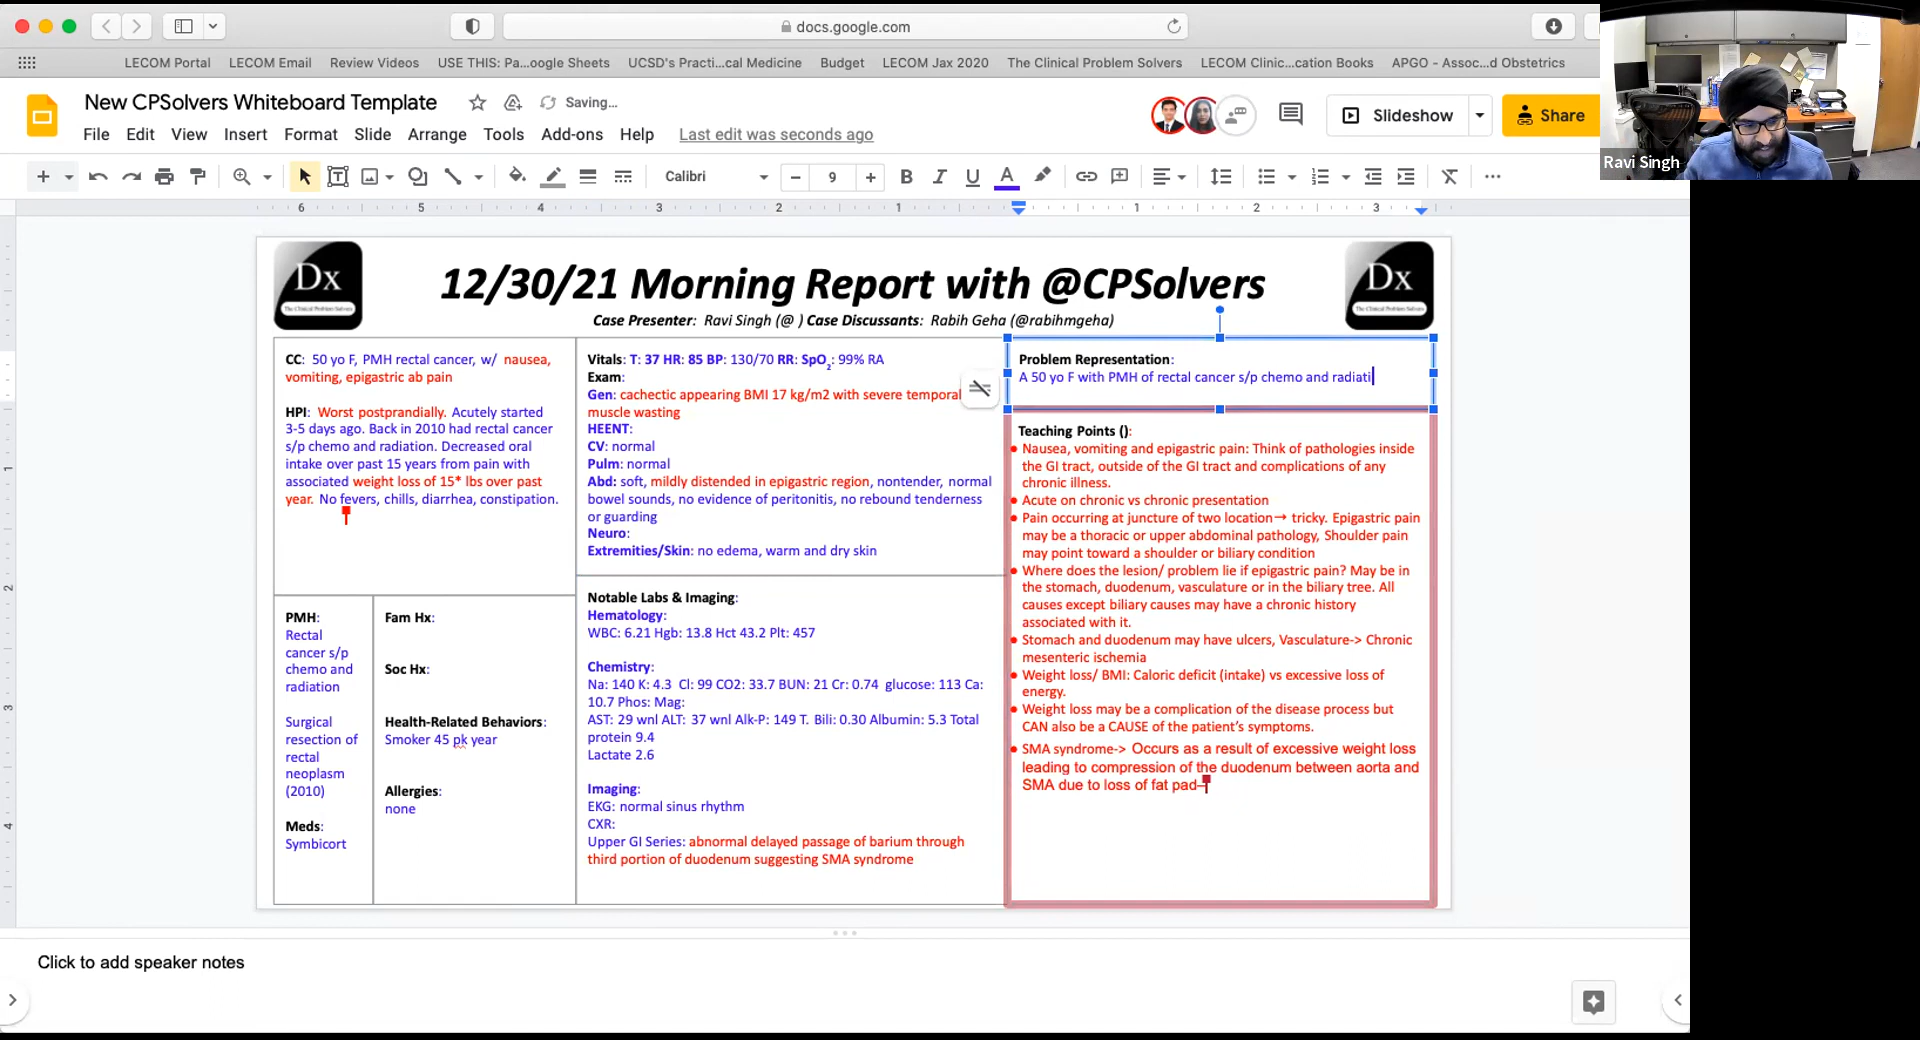 docs.google.com
LECOM Portal
LECOM Email
Review Videos
USE THIS: Pa...oogle Sheets
UCSD's Practi...cal Medicine
Budget
LECOM Jax 2020
The Clinical Problem Solvers
LECOM Clinic...cation Books
APGO - Assoc...d Obstetrics
New CPSolvers Whiteboard Template
Saving...
File Edit View Insert Format Slide Arrange Tools Add-ons Help
Last edit was seconds ago
Slideshow
Share
Ravi Singh
Calibri
9
6 5 4 3 2 1 1 2 3
1
2
3
4
Dx
The Clinical Problem Solvers
12/30/21 Morning Report with @CPSolvers
Case Presenter: Ravi Singh (@ ) Case Discussants: Rabih Geha (@rabihmgeha)
Dx
The Clinical Problem Solvers
CC: 50 yo F, PMH rectal cancer, w/ nausea,
vomiting, epigastric ab pain
HPI: Worst postprandially. Acutely started
3-5 days ago. Back in 2010 had rectal cancer
s/p chemo and radiation. Decreased oral
intake over past 15 years from pain with
associated weight loss of 15* lbs over past
year. No fevers, chills, diarrhea, constipation.
PMH:
Rectal
cancer s/p
chemo and
radiation
Surgical
resection of
rectal
neoplasm
(2010)
Meds:
Symbicort
Fam Hx:
Soc Hx:
Health-Related Behaviors:
Smoker 45 pk year
Allergies:
none
Vitals: T: 37 HR: 85 BP: 130/70 RR: SpO2: 99% RA
Exam:
Gen: cachectic appearing BMI 17 kg/m2 with severe temporal
muscle wasting
HEENT:
CV: normal
Pulm: normal
Abd: soft, mildly distended in epigastric region, nontender, normal
bowel sounds, no evidence of peritonitis, no rebound tenderness
or guarding
Neuro:
Extremities/Skin: no edema, warm and dry skin
Notable Labs & Imaging:
Hematology:
WBC: 6.21 Hgb: 13.8 Hct 43.2 Plt: 457
Chemistry:
Na: 140 K: 4.3 Cl: 99 CO2: 33.7 BUN: 21 Cr: 0.74 glucose: 113 Ca:
10.7 Phos: Mag:
AST: 29 wnl ALT: 37 wnl Alk-P: 149 T. Bili: 0.30 Albumin: 5.3 Total
protein 9.4
Lactate 2.6
Imaging:
EKG: normal sinus rhythm
CXR:
Upper GI Series: abnormal delayed passage of barium through
third portion of duodenum suggesting SMA syndrome
Problem Representation:
A 50 yo F with PMH of rectal cancer s/p chemo and radiati
Teaching Points ():
● Nausea, vomiting and epigastric pain: Think of pathologies inside
the GI tract, outside of the GI tract and complications of any
chronic illness.
● Acute on chronic vs chronic presentation
● Pain occurring at juncture of two location→ tricky. Epigastric pain
may be a thoracic or upper abdominal pathology, Shoulder pain
may point toward a shoulder or biliary condition
● Where does the lesion/ problem lie if epigastric pain? May be in
the stomach, duodenum, vasculature or in the biliary tree. All
causes except biliary causes may have a chronic history
associated with it.
● Stomach and duodenum may have ulcers, Vasculature-> Chronic
mesenteric ischemia
● Weight loss/ BMI: Caloric deficit (intake) vs excessive loss of
energy.
● Weight loss may be a complication of the disease process but
CAN also be a CAUSE of the patient's symptoms.
● SMA syndrome-> Occurs as a result of excessive weight loss
leading to compression of the duodenum between aorta and
SMA due to loss of fat pad-
Click to add speaker notes